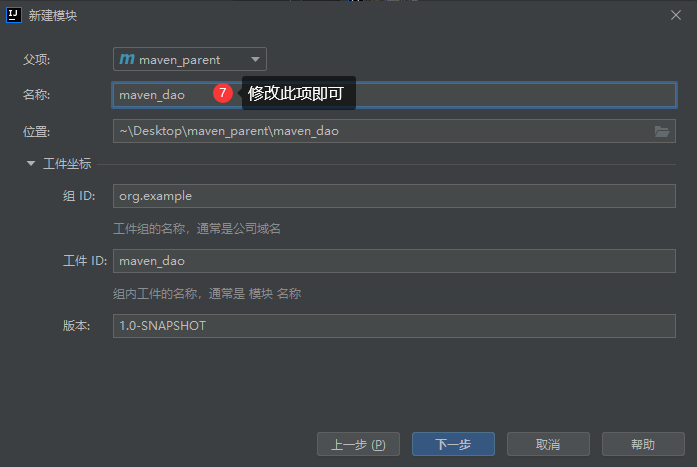 新建模块
父项: maven_parent
名称: maven_dao 7 修改此项即可
位置: ~\Desktop\maven_parent\maven_dao
工件坐标
组 ID: org.example
工件组的名称，通常是公司域名
工件 ID: maven_dao
组内工件的名称，通常是 模块 名称
版本: 1.0-SNAPSHOT
上一步 (P) 下一步 取消 帮助